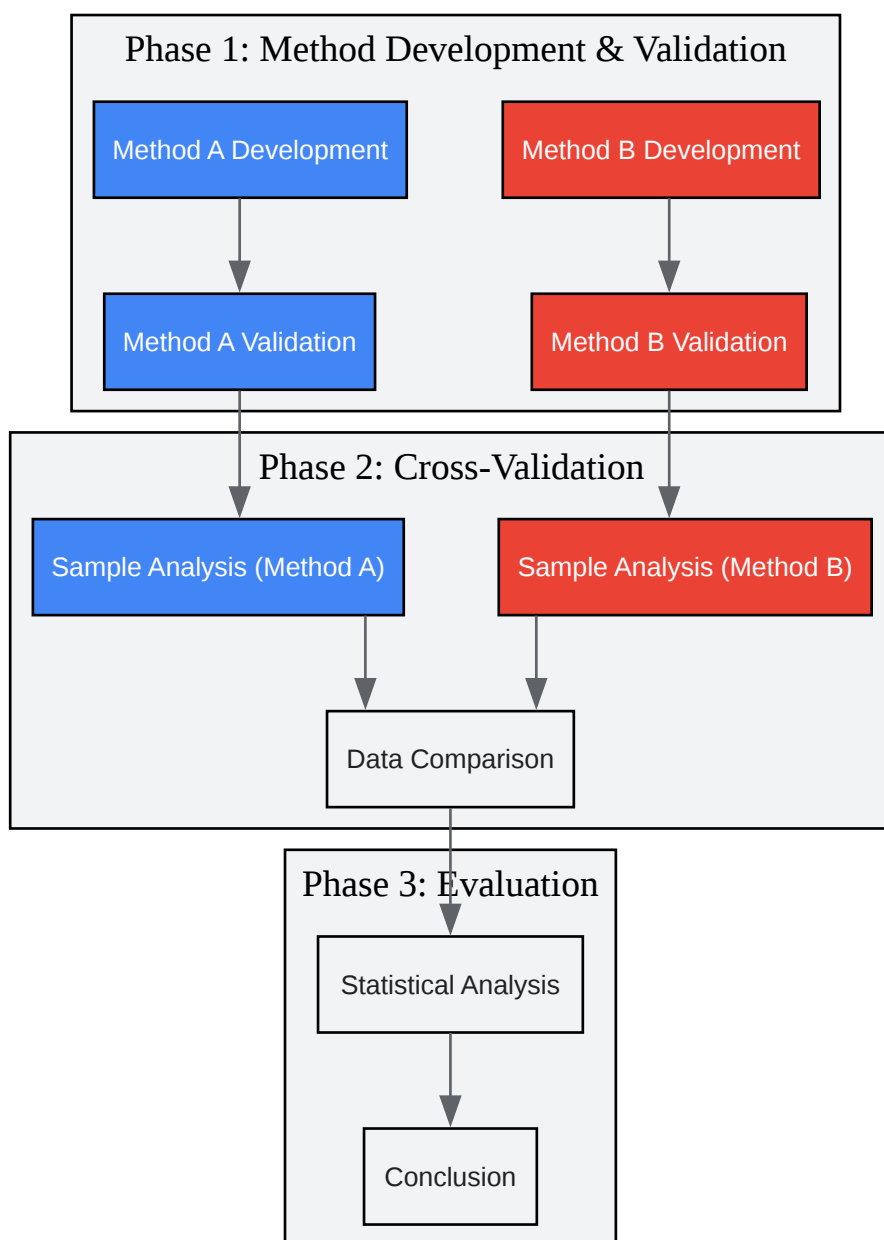 Phase 1: Method Development & Validation
Method A Development
Method B Development
Method A Validation
Method B Validation
Phase 2: Cross-Validation
Sample Analysis (Method A)
Sample Analysis (Method B)
Data Comparison
Phase 3: Evaluation
Statistical Analysis
Conclusion